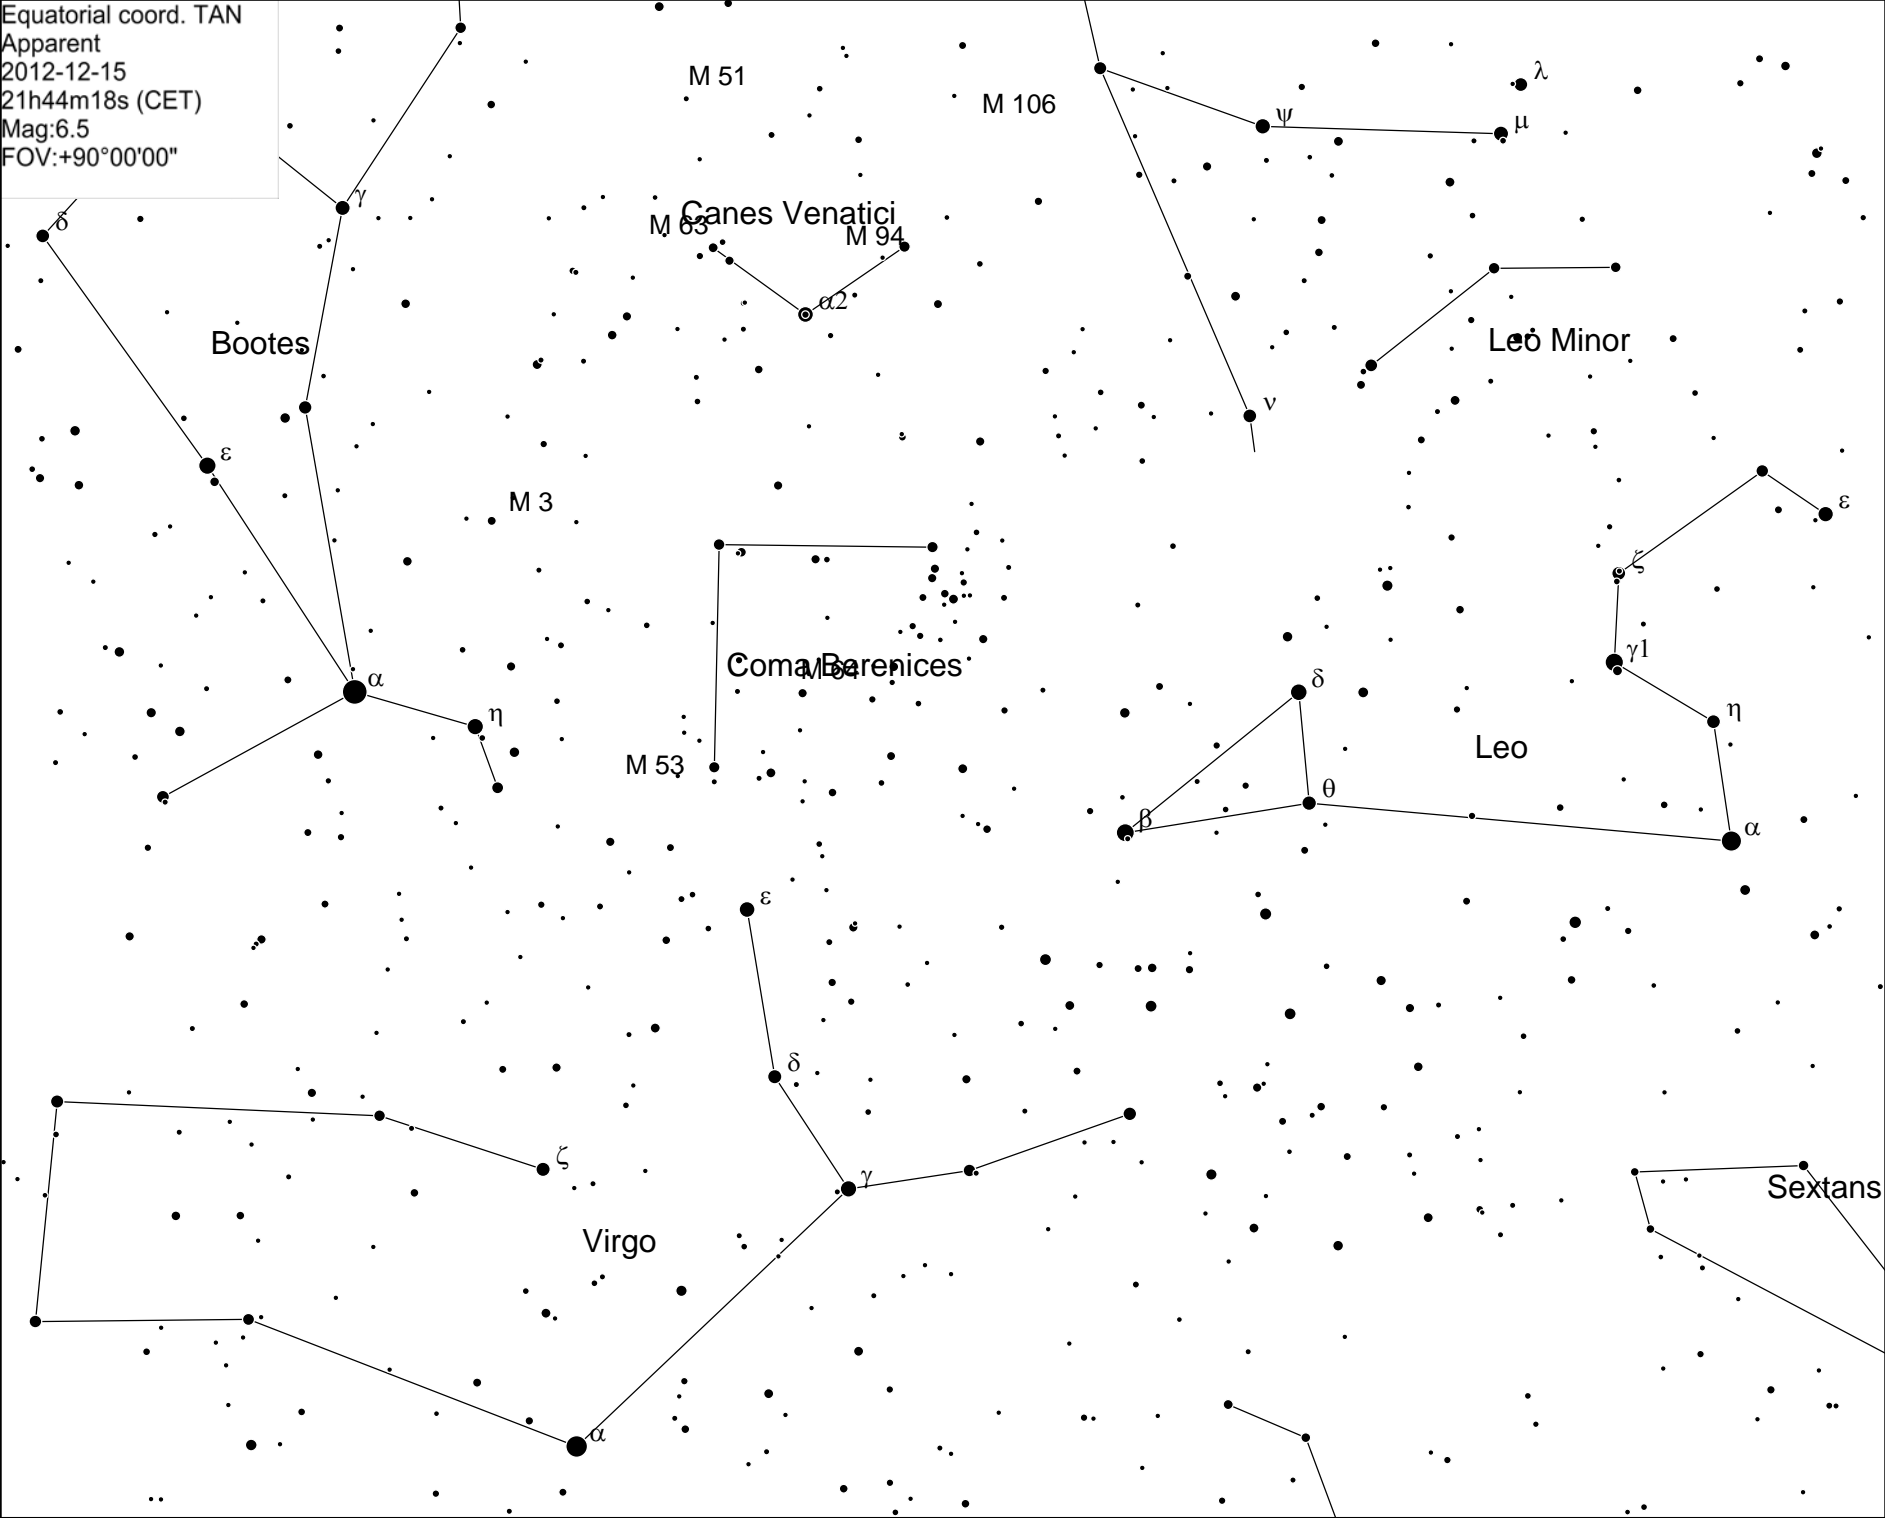 Equatorial coord. TAN
Apparent
2012-12-15
21h44m18s (CET)
Mag:6.5
FOV:+90°00'00"
M 51
M 106
λ
ψ
μ
γ
δ
Canes Venatici
M 63
M 94
α2
Bootes
Leo Minor
ν
ε
M 3
ε
ζ
γ1
Coma Berenices
M 64
α
δ
η
η
Leo
M 53
θ
β
α
ε
δ
ζ
γ
Sextans
Virgo
α